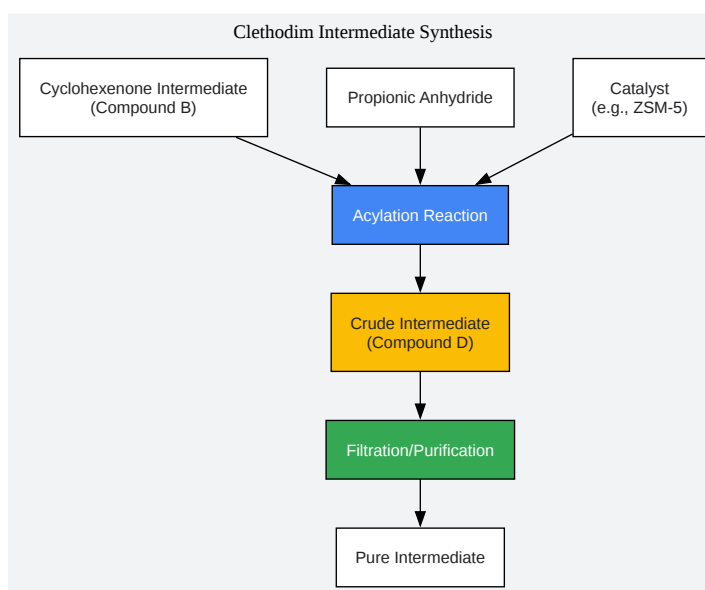 Clethodim Intermediate Synthesis
Cyclohexenone Intermediate
(Compound B)
Propionic Anhydride
Catalyst
(e.g., ZSM-5)
Acylation Reaction
Crude Intermediate
(Compound D)
Filtration/Purification
Pure Intermediate